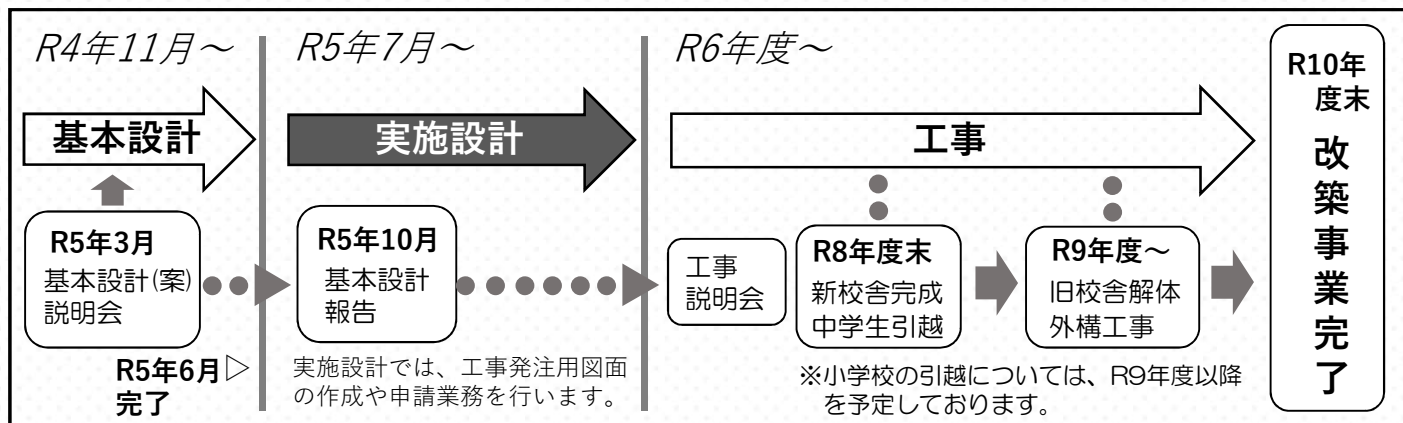 R4年11月～
基本設計
R5年3月
基本設計(案)
説明会
R5年6月▷
完了
R5年7月～
実施設計
R5年10月
基本設計
報告
実施設計では、工事発注用図面
の作成や申請業務を行います。
R6年度～
工事
工事
説明会
R8年度末
新校舎完成
中学生引越
R9年度～
旧校舎解体
外構工事
※小学校の引越については、R9年度以降
を予定しております。
R10年
度末
改築事業完了